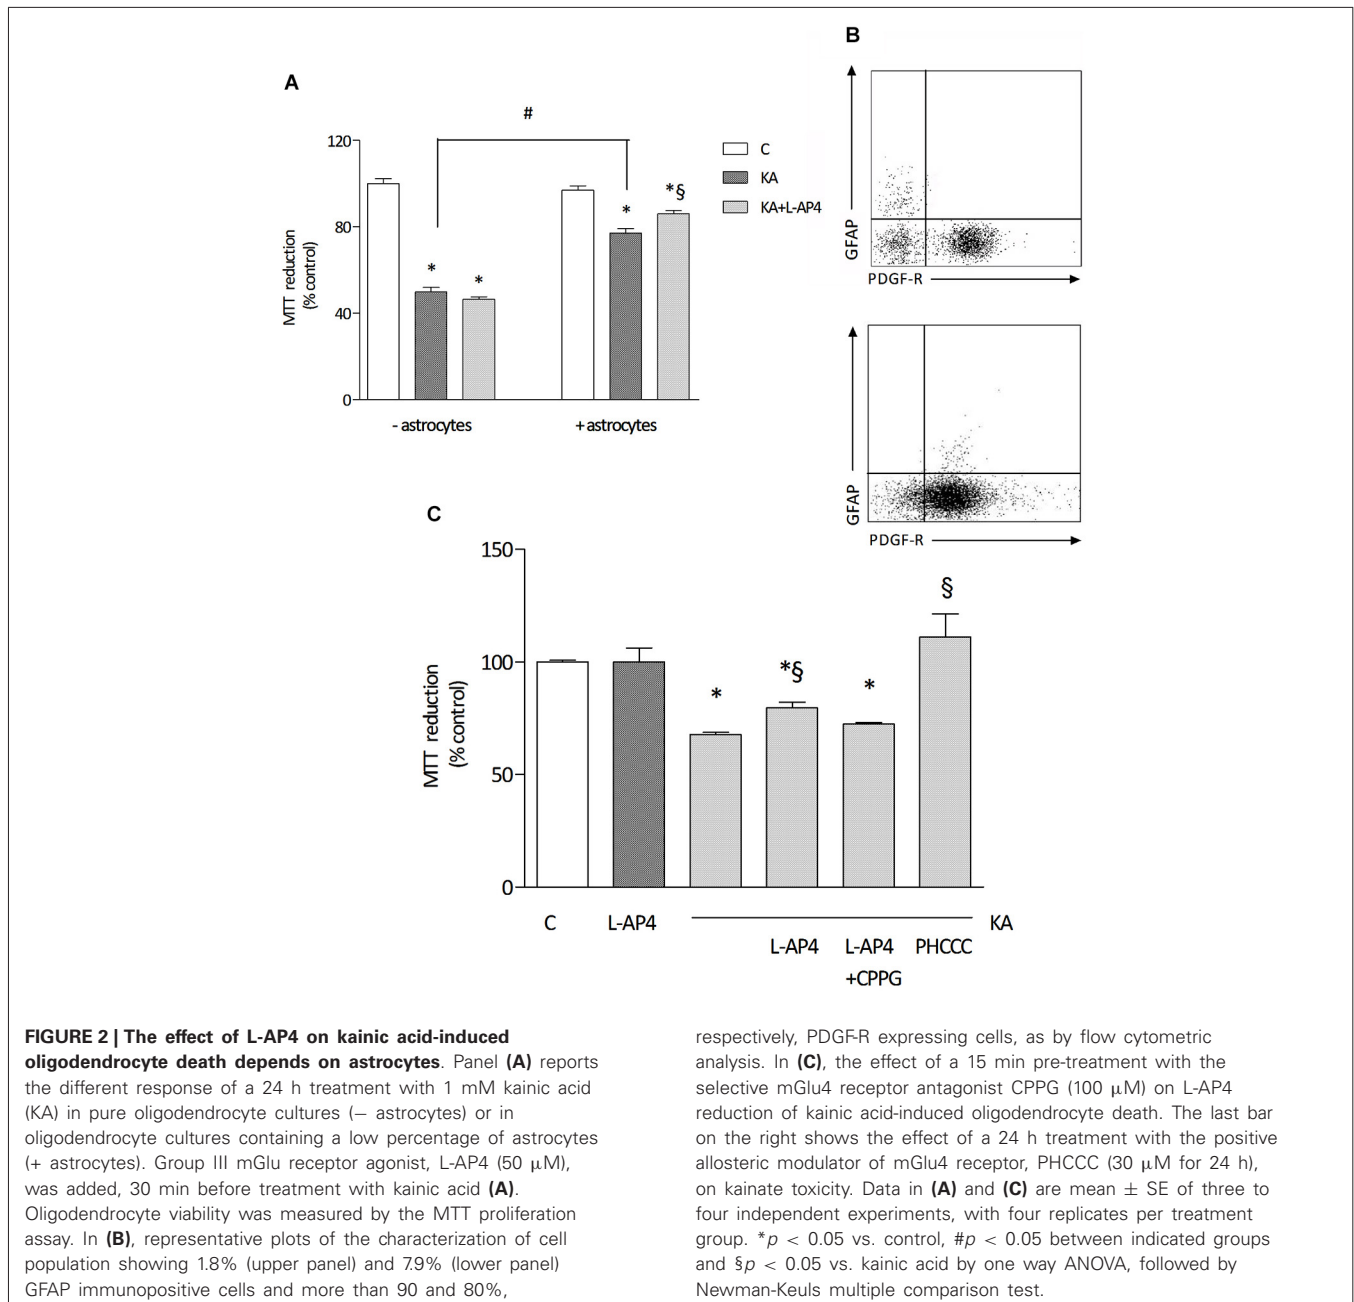 A
#
120
80
40
0
MTT reduction
(% control)
*
*
*
*§
- astrocytes
+ astrocytes
C
KA
KA+L-AP4
B
GFAP
PDGF-R
GFAP
PDGF-R
C
150
100
50
0
MTT reduction
(% control)
*
*§
*
§
C
L-AP4
KA
L-AP4
L-AP4
+CPPG
PHCCC
FIGURE 2 | The effect of L-AP4 on kainic acid-induced
oligodendrocyte death depends on astrocytes. Panel (A) reports
the different response of a 24 h treatment with 1 mM kainic acid
(KA) in pure oligodendrocyte cultures (− astrocytes) or in
oligodendrocyte cultures containing a low percentage of astrocytes
(+ astrocytes). Group III mGlu receptor agonist, L-AP4 (50 μM),
was added, 30 min before treatment with kainic acid (A).
Oligodendrocyte viability was measured by the MTT proliferation
assay. In (B), representative plots of the characterization of cell
population showing 1.8% (upper panel) and 7.9% (lower panel)
GFAP immunopositive cells and more than 90 and 80%,
respectively, PDGF-R expressing cells, as by flow cytometric
analysis. In (C), the effect of a 15 min pre-treatment with the
selective mGlu4 receptor antagonist CPPG (100 μM) on L-AP4
reduction of kainic acid-induced oligodendrocyte death. The last bar
on the right shows the effect of a 24 h treatment with the positive
allosteric modulator of mGlu4 receptor, PHCCC (30 μM for 24 h),
on kainate toxicity. Data in (A) and (C) are mean ± SE of three to
four independent experiments, with four replicates per treatment
group. *p < 0.05 vs. control, #p < 0.05 between indicated groups
and §p < 0.05 vs. kainic acid by one way ANOVA, followed by
Newman-Keuls multiple comparison test.